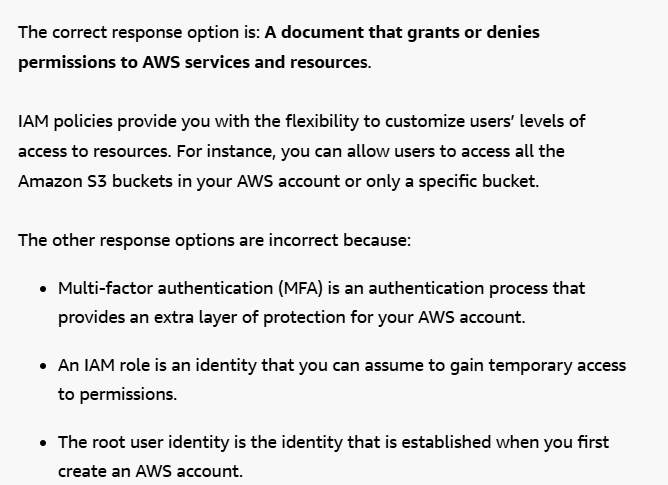 The correct response option is: A document that grants or denies
permissions to AWS services and resources.
IAM policies provide you with the flexibility to customize users’ levels of
access to resources. For instance, you can allow users to access all the
Amazon S3 buckets in your AWS account or only a specific bucket.
The other response options are incorrect because:
• Multi-factor authentication (MFA) is an authentication process that
provides an extra layer of protection for your AWS account.
• An IAM role is an identity that you can assume to gain temporary access
to permissions.
• The root user identity is the identity that is established when you first
create an AWS account.